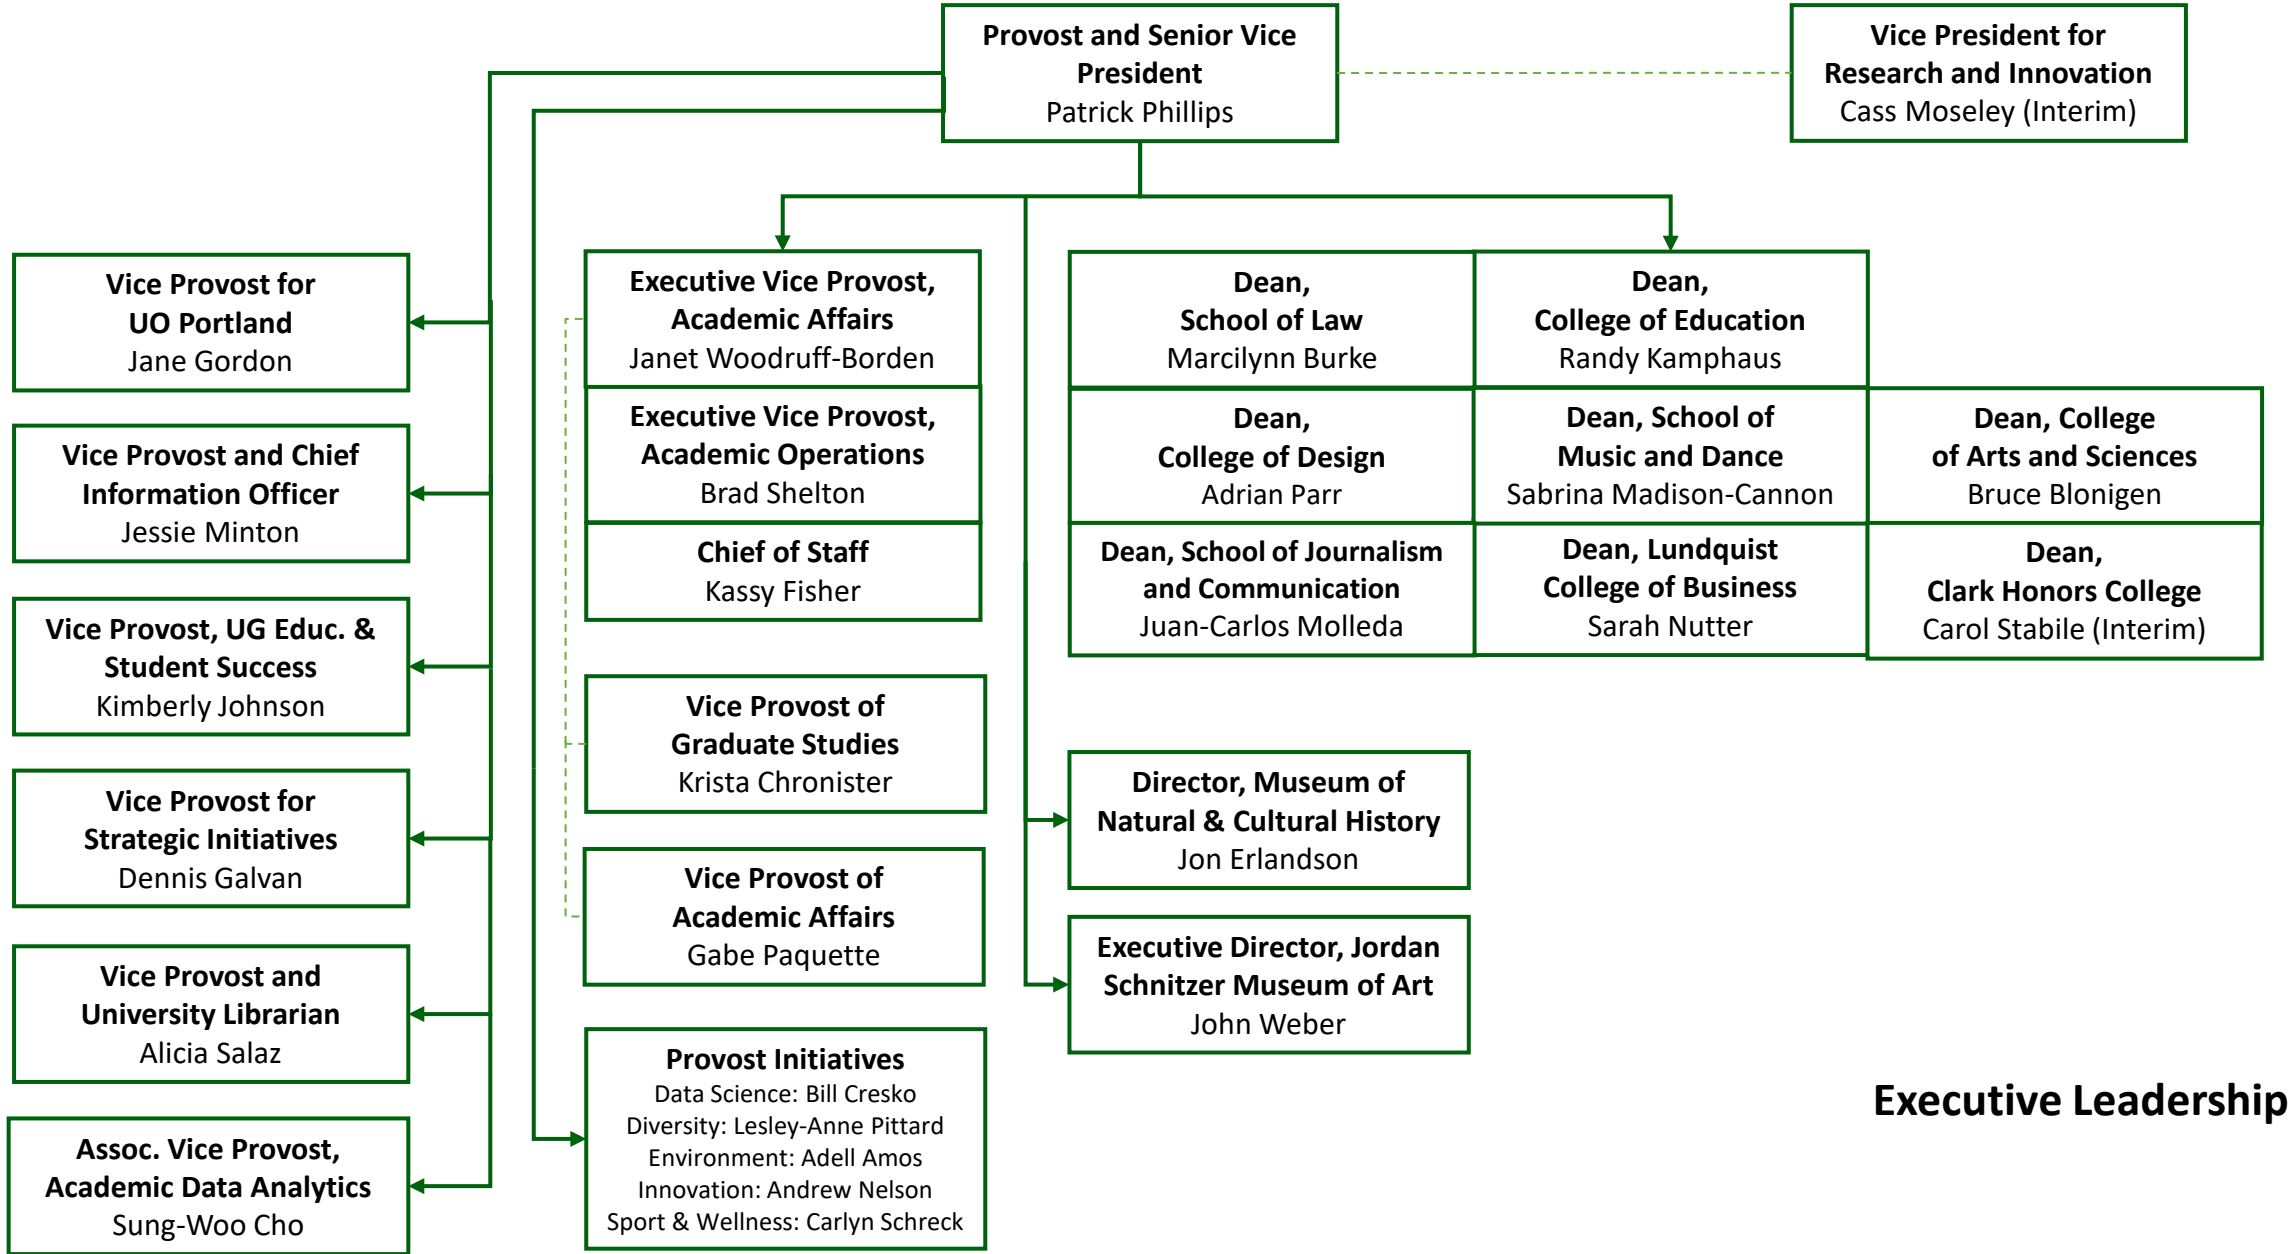 Provost and Senior Vice
President
Patrick Phillips
Vice President for
Research and Innovation
Cass Moseley (Interim)
Vice Provost for
UO Portland
Jane Gordon
Vice Provost and Chief
Information Officer
Jessie Minton
Vice Provost, UG Educ. &
Student Success
Kimberly Johnson
Vice Provost for
Strategic Initiatives
Dennis Galvan
Vice Provost and
University Librarian
Alicia Salaz
Assoc. Vice Provost,
Academic Data Analytics
Sung-Woo Cho
Executive Vice Provost,
Academic Affairs
Janet Woodruff-Borden
Executive Vice Provost,
Academic Operations
Brad Shelton
Chief of Staff
Kassy Fisher
Vice Provost of
Graduate Studies
Krista Chronister
Vice Provost of
Academic Affairs
Gabe Paquette
Provost Initiatives
Data Science: Bill Cresko
Diversity: Lesley-Anne Pittard
Environment: Adell Amos
Innovation: Andrew Nelson
Sport & Wellness: Carlyn Schreck
Dean,
School of Law
Marcilynn Burke
Dean,
College of Education
Randy Kamphaus
Dean,
College of Design
Adrian Parr
Dean, School of
Music and Dance
Sabrina Madison-Cannon
Dean, College
of Arts and Sciences
Bruce Blonigen
Dean, School of Journalism
and Communication
Juan-Carlos Molleda
Dean, Lundquist
College of Business
Sarah Nutter
Dean,
Clark Honors College
Carol Stabile (Interim)
Director, Museum of
Natural & Cultural History
Jon Erlandson
Executive Director, Jordan
Schnitzer Museum of Art
John Weber
Executive Leadership